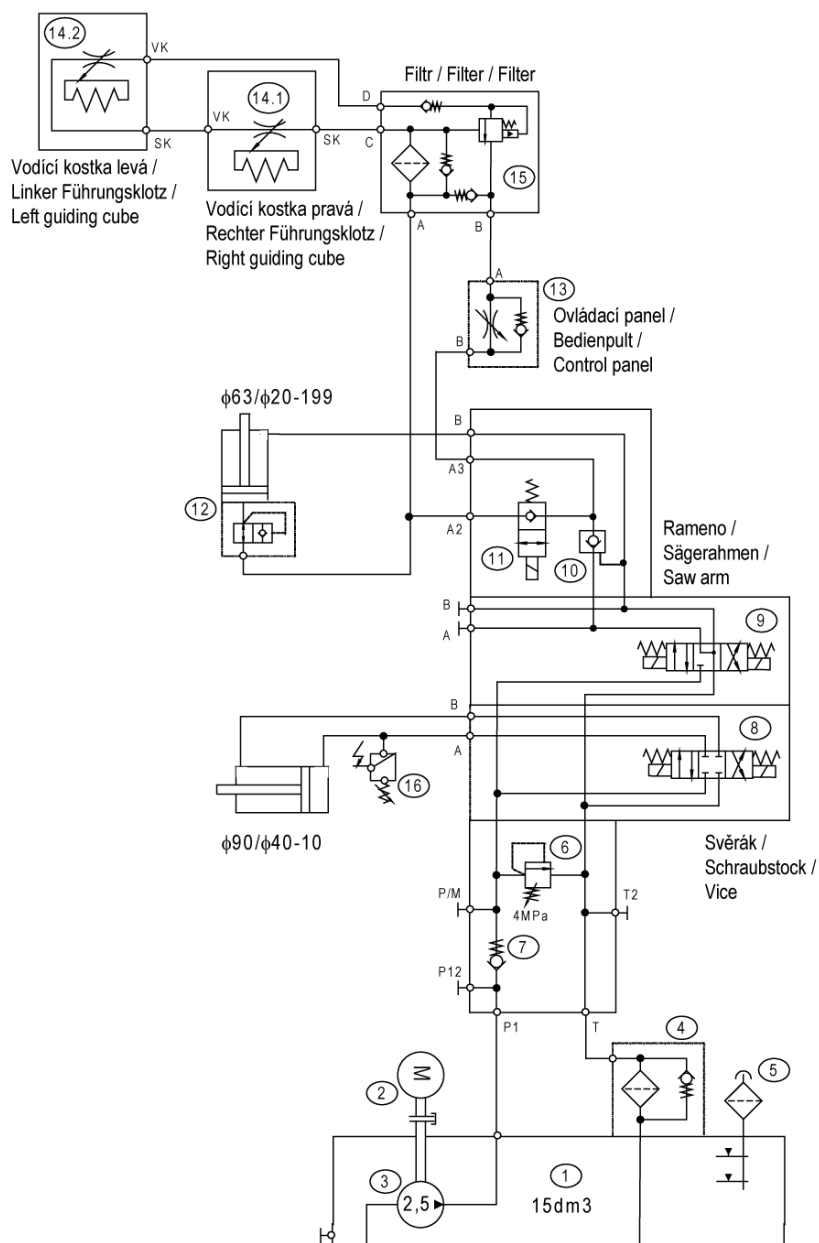 14.2
VK
SK
Vodící kostka levá /
Linker Führungsklotz /
Left guiding cube
14.1
VK
SK
Vodící kostka pravá /
Rechter Führungsklotz /
Right guiding cube
Filtr / Filter / Filter
D
C
15
A
B
A
13
B
Ovládací panel /
Bedienpult /
Control panel
ϕ63/ϕ20-199
12
B
A3
A2
11
10
Rameno /
Sägerahmen /
Saw arm
B
A
9
B
A
8
16
ϕ90/ϕ40-10
Svěrák /
Schraubstock /
Vice
6
4MPa
P/M
T2
7
P12
P1
T
4
5
M
2
3
2,5
1
15dm3